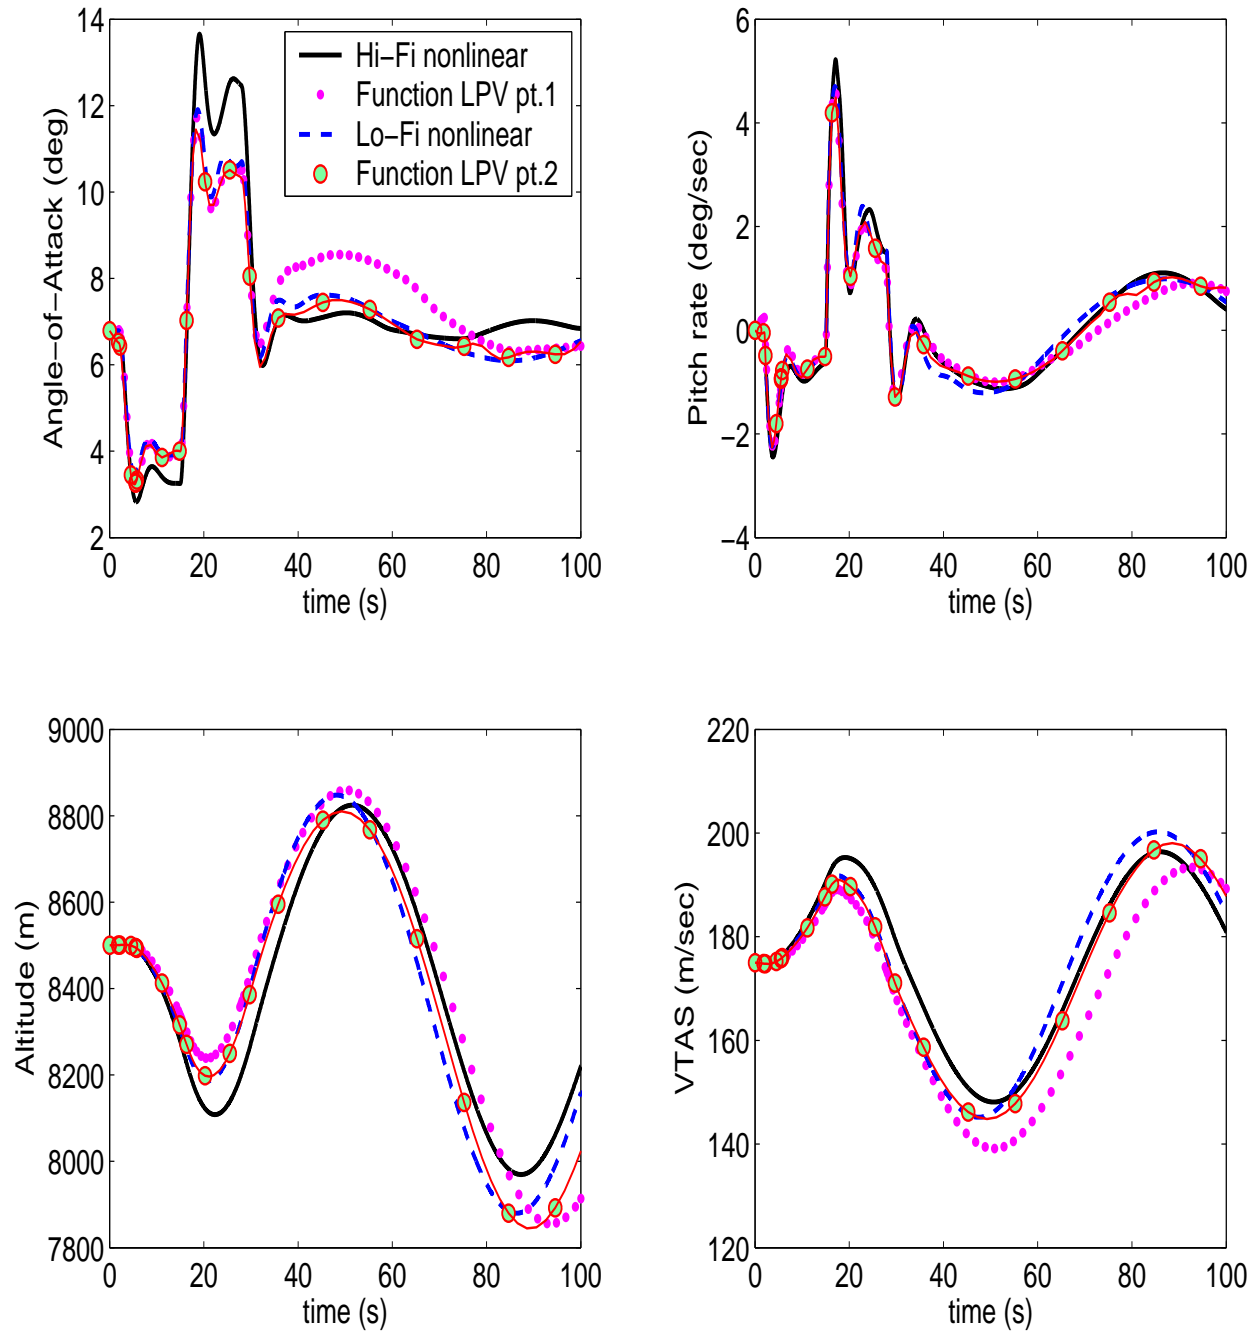 14
12
10
8
6
4
2
Angle-of-Attack (deg)
Hi-Fi nonlinear
Function LPV pt.1
Lo-Fi nonlinear
Function LPV pt.2
0 20 40 60 80 100
time (s)
6
4
2
0
-2
-4
Pitch rate (deg/sec)
0 20 40 60 80 100
time (s)
9000
8800
8600
8400
8200
8000
7800
Altitude (m)
0 20 40 60 80 100
time (s)
220
200
180
160
140
120
VTAS (m/sec)
0 20 40 60 80 100
time (s)